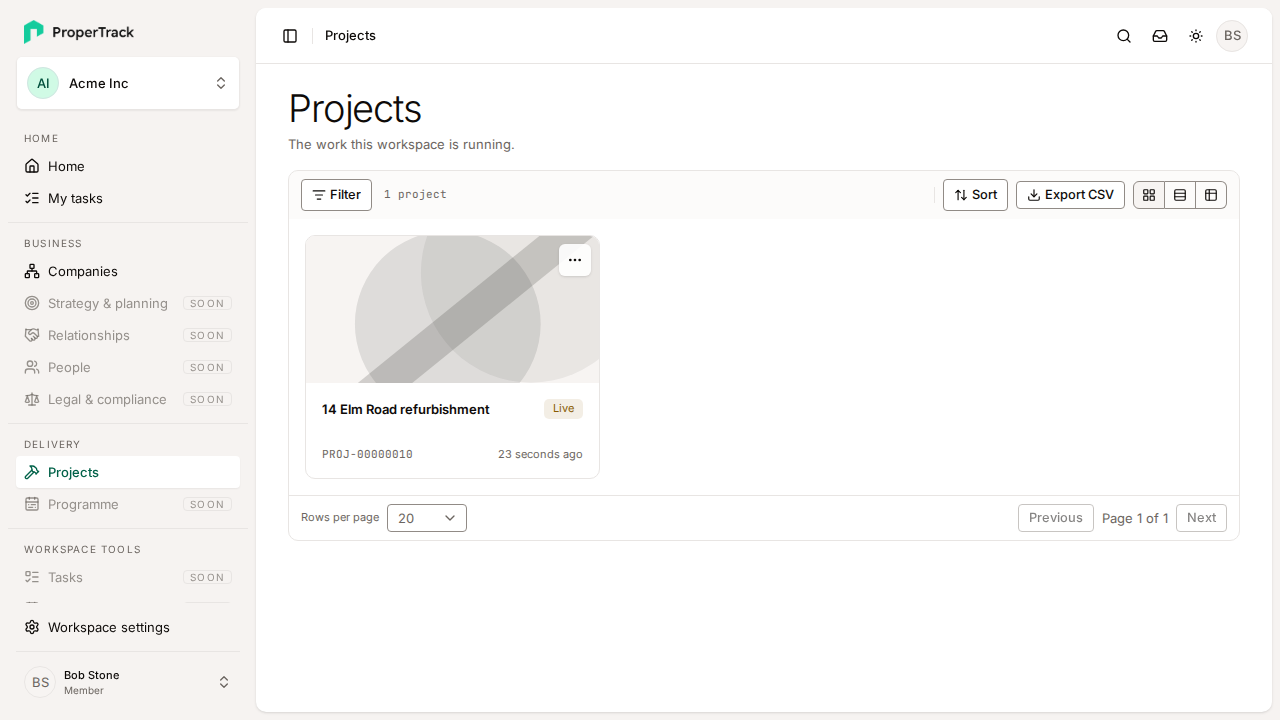 ProperTrack
AI
Acme Inc
HOME
Home
My tasks
BUSINESS
Companies
Strategy & planning SOON
Relationships SOON
People SOON
Legal & compliance SOON
DELIVERY
Projects
Programme SOON
WORKSPACE TOOLS
Tasks SOON
Workspace settings
BS
Bob Stone
Member
Projects
BS
Projects
The work this workspace is running.
Filter
1 project
Sort
Export CSV
14 Elm Road refurbishment
Live
PROJ-00000010
23 seconds ago
Rows per page
20
Previous
Page 1 of 1
Next